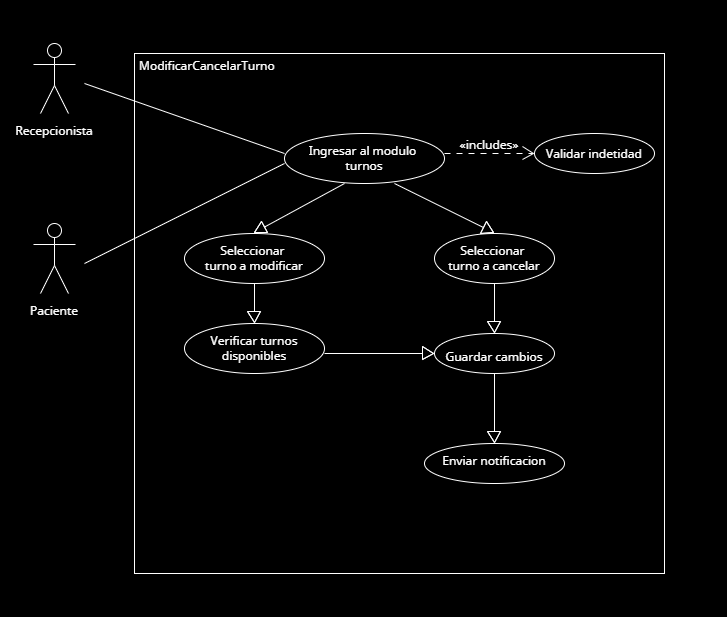 ModificarCancelarTurno
Recepcionista
Ingresar al modulo
turnos
«includes»
Validar indetidad
Paciente
Seleccionar
turno a modificar
Seleccionar
turno a cancelar
Verificar turnos
disponibles
Guardar cambios
Enviar notificacion